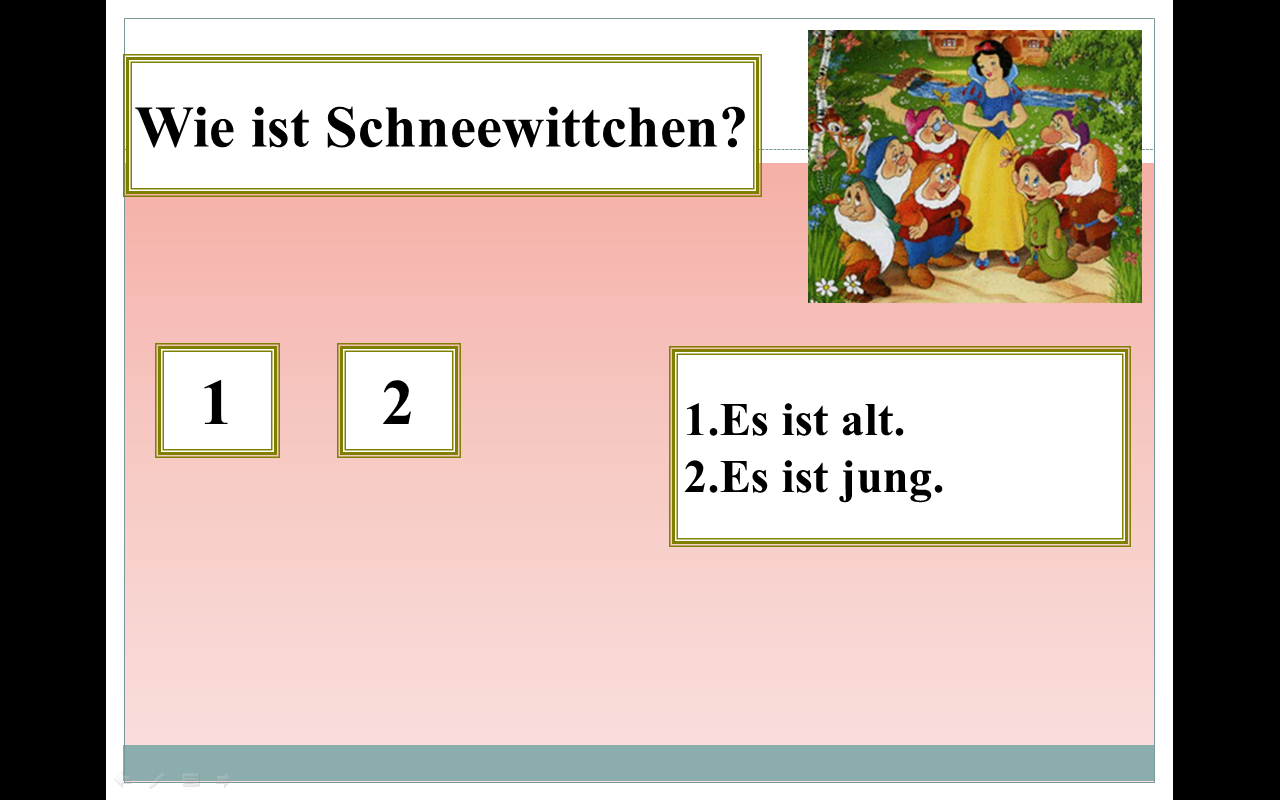 Wie ist Schneewittchen?
1
2
1.Es ist alt.
2.Es ist jung.